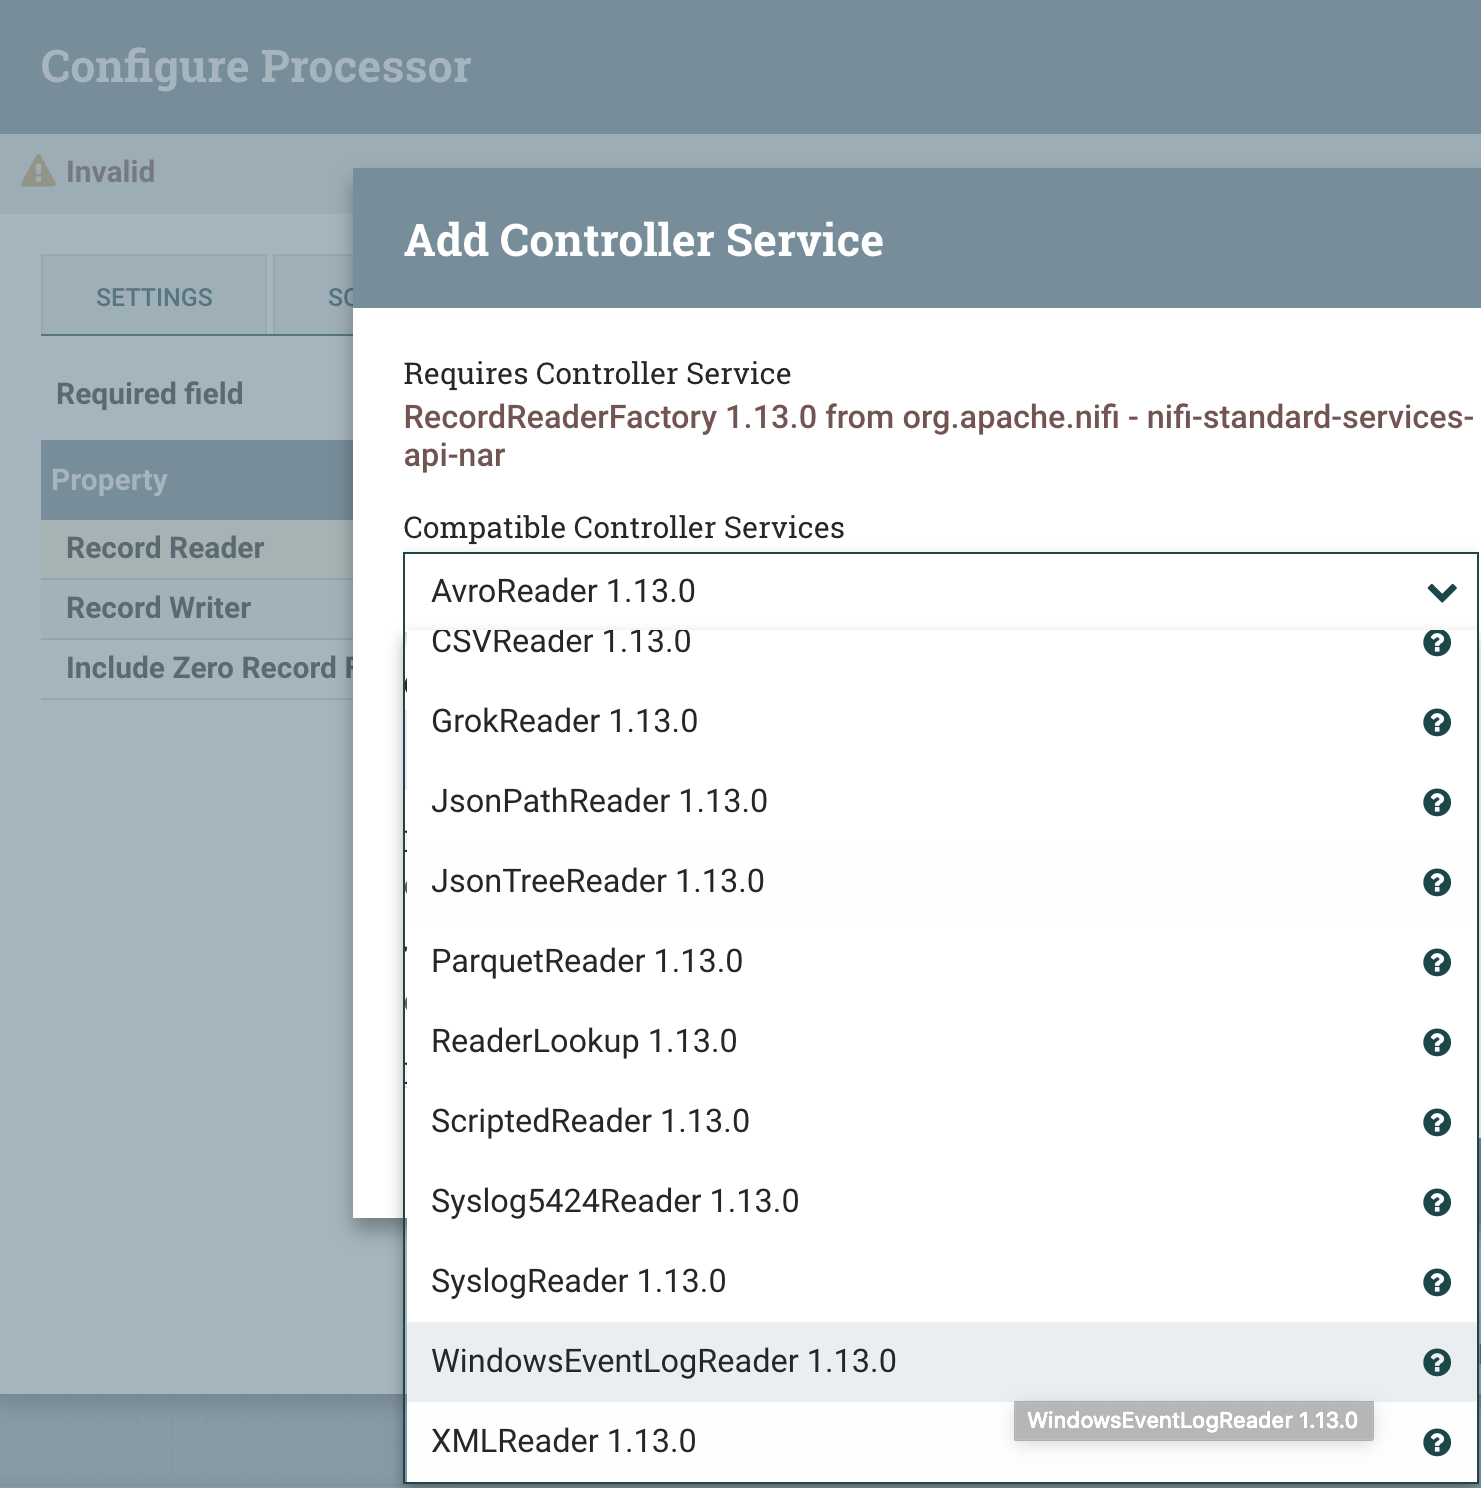 Configure Processor
Invalid
Add Controller Service
SETTINGS
Requires Controller Service
RecordReaderFactory 1.13.0 from org.apache.nifi - nifi-standard-services-
api-nar
Required field
Property
Compatible Controller Services
Record Reader
AvroReader 1.13.0
Record Writer
CSVReader 1.13.0
Include Zero Record
GrokReader 1.13.0
JsonPathReader 1.13.0
JsonTreeReader 1.13.0
ParquetReader 1.13.0
ReaderLookup 1.13.0
ScriptedReader 1.13.0
Syslog5424Reader 1.13.0
SyslogReader 1.13.0
WindowsEventLogReader 1.13.0
WindowsEventLogReader 1.13.0
XMLReader 1.13.0